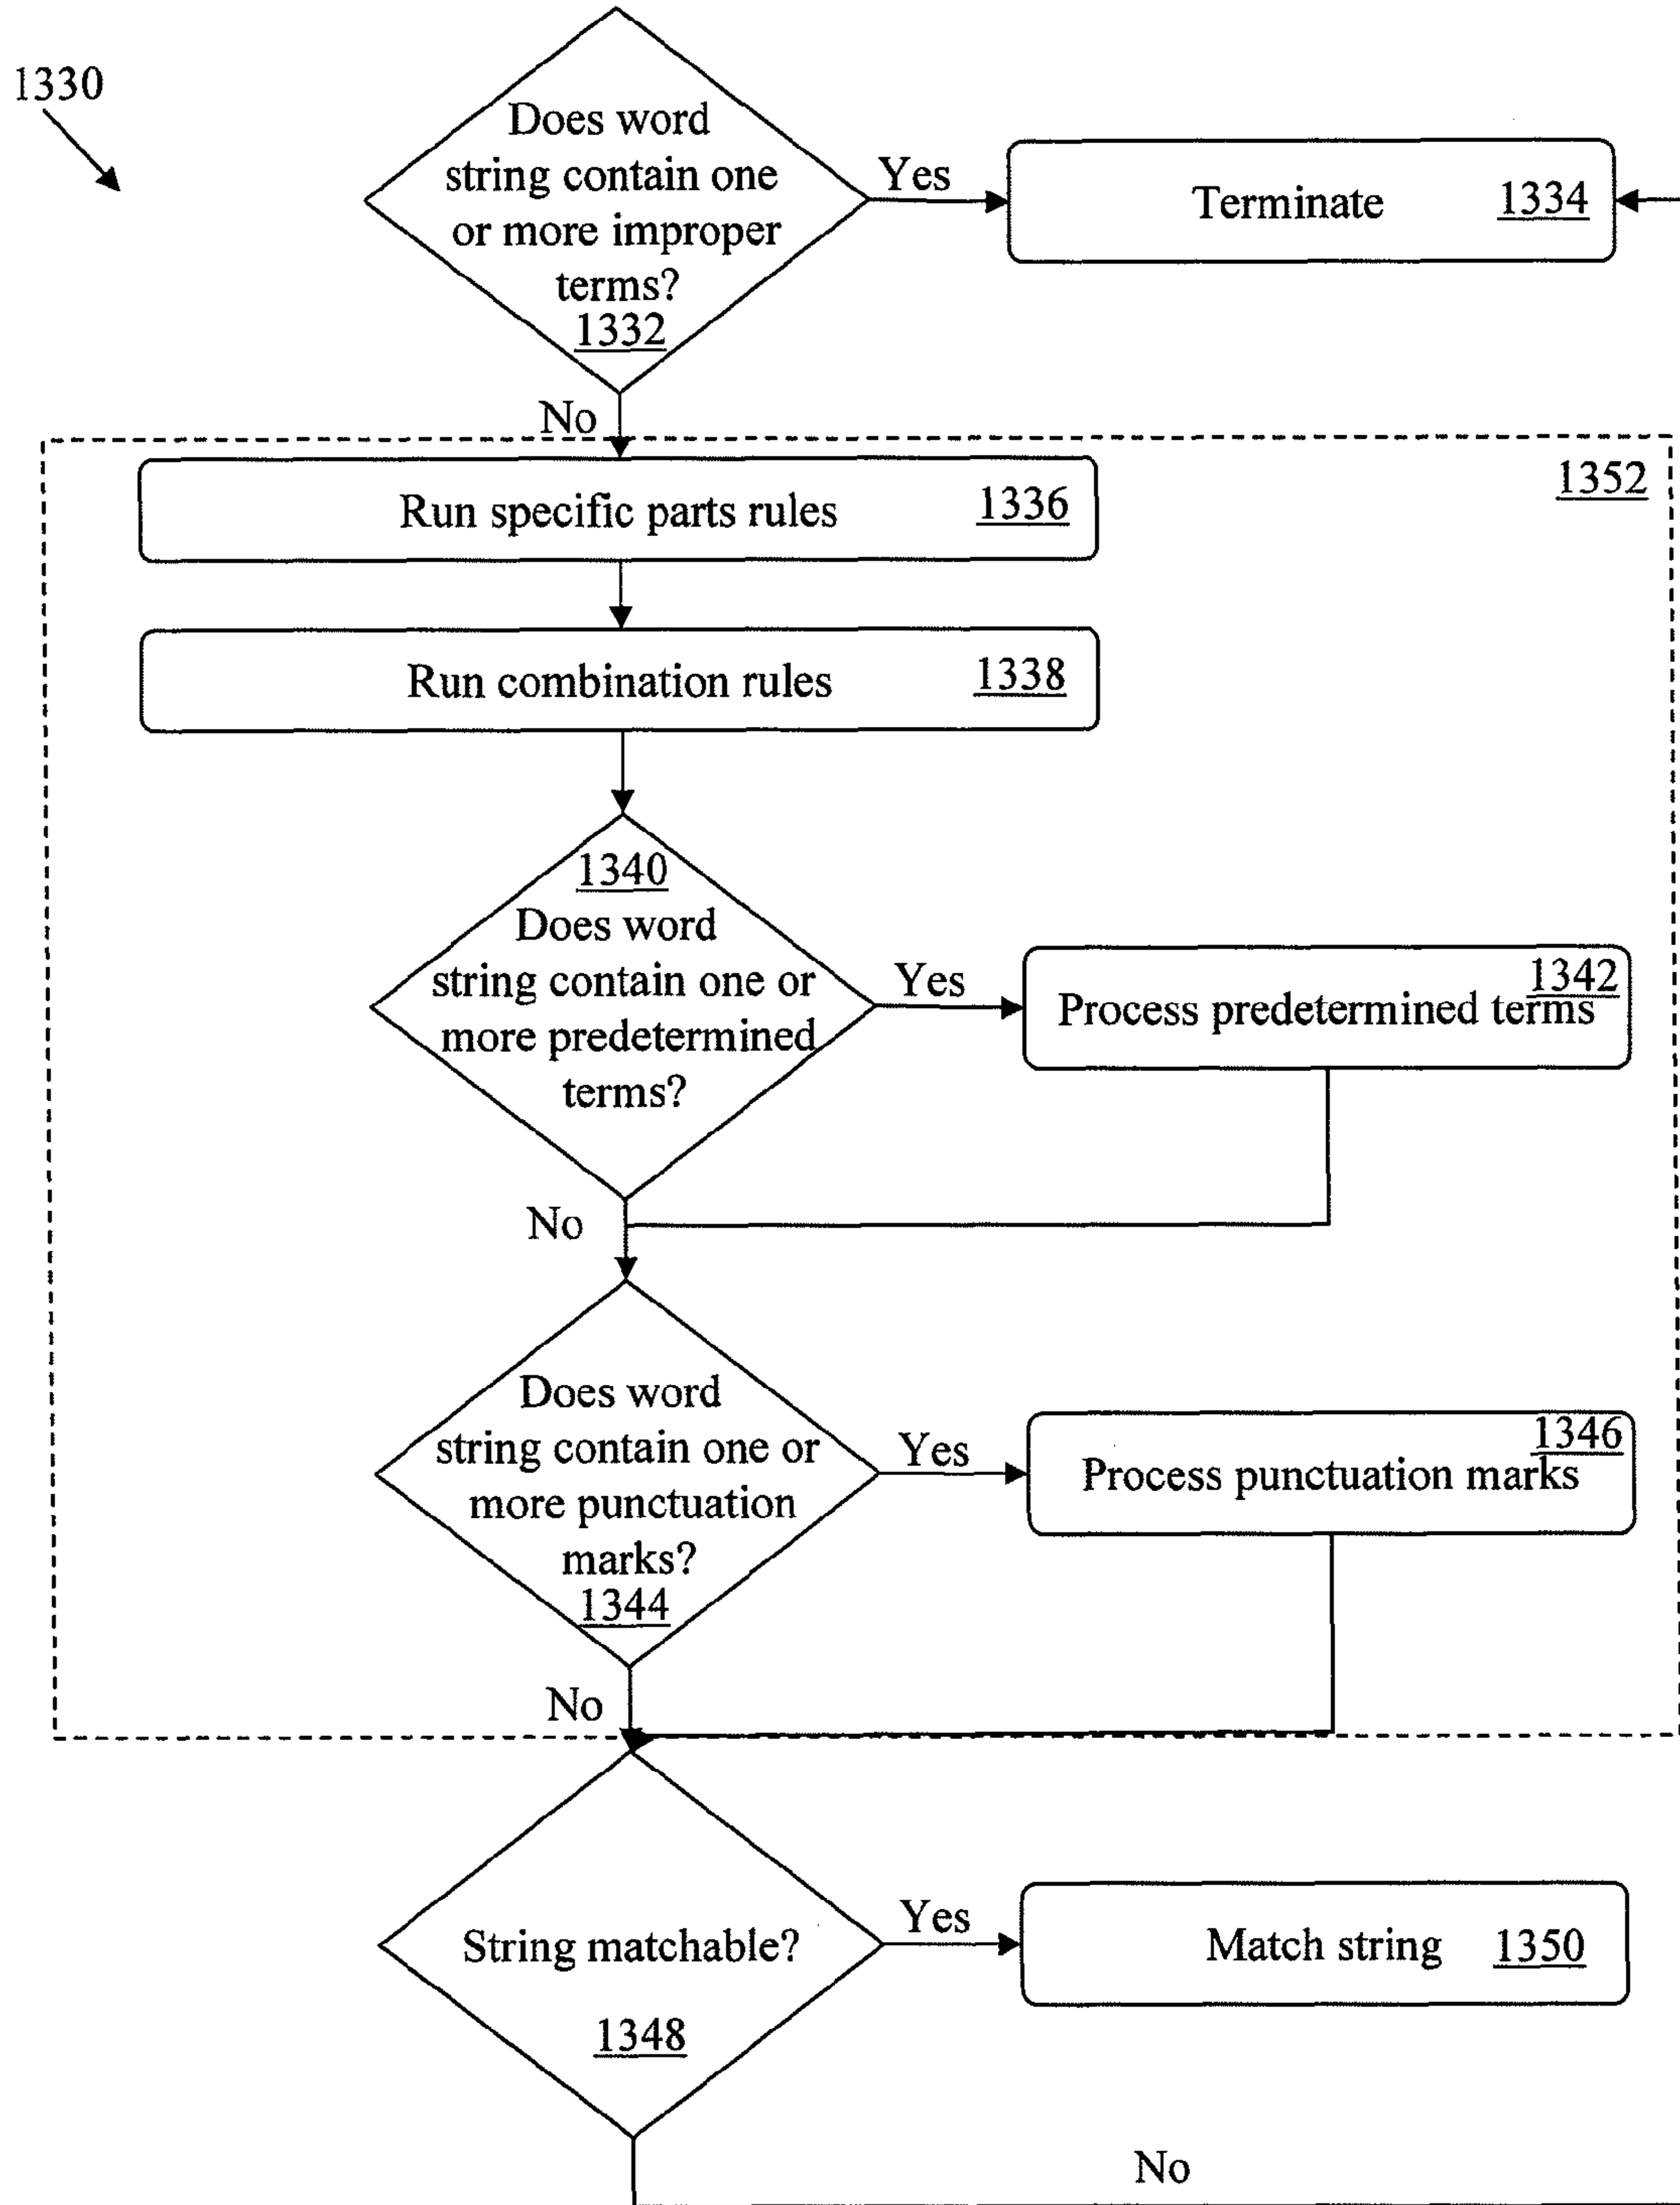 1330
Does word
string contain one
or more improper
terms?
1332
Yes
Terminate 1334
No
1352
Run specific parts rules 1336
Run combination rules 1338
1340
Does word
string contain one or
more predetermined
terms?
Yes
1342
Process predetermined terms
No
Does word
string contain one or
more punctuation
marks?
1344
Yes
1346
Process punctuation marks
No
String matchable?
1348
Yes
Match string 1350
No